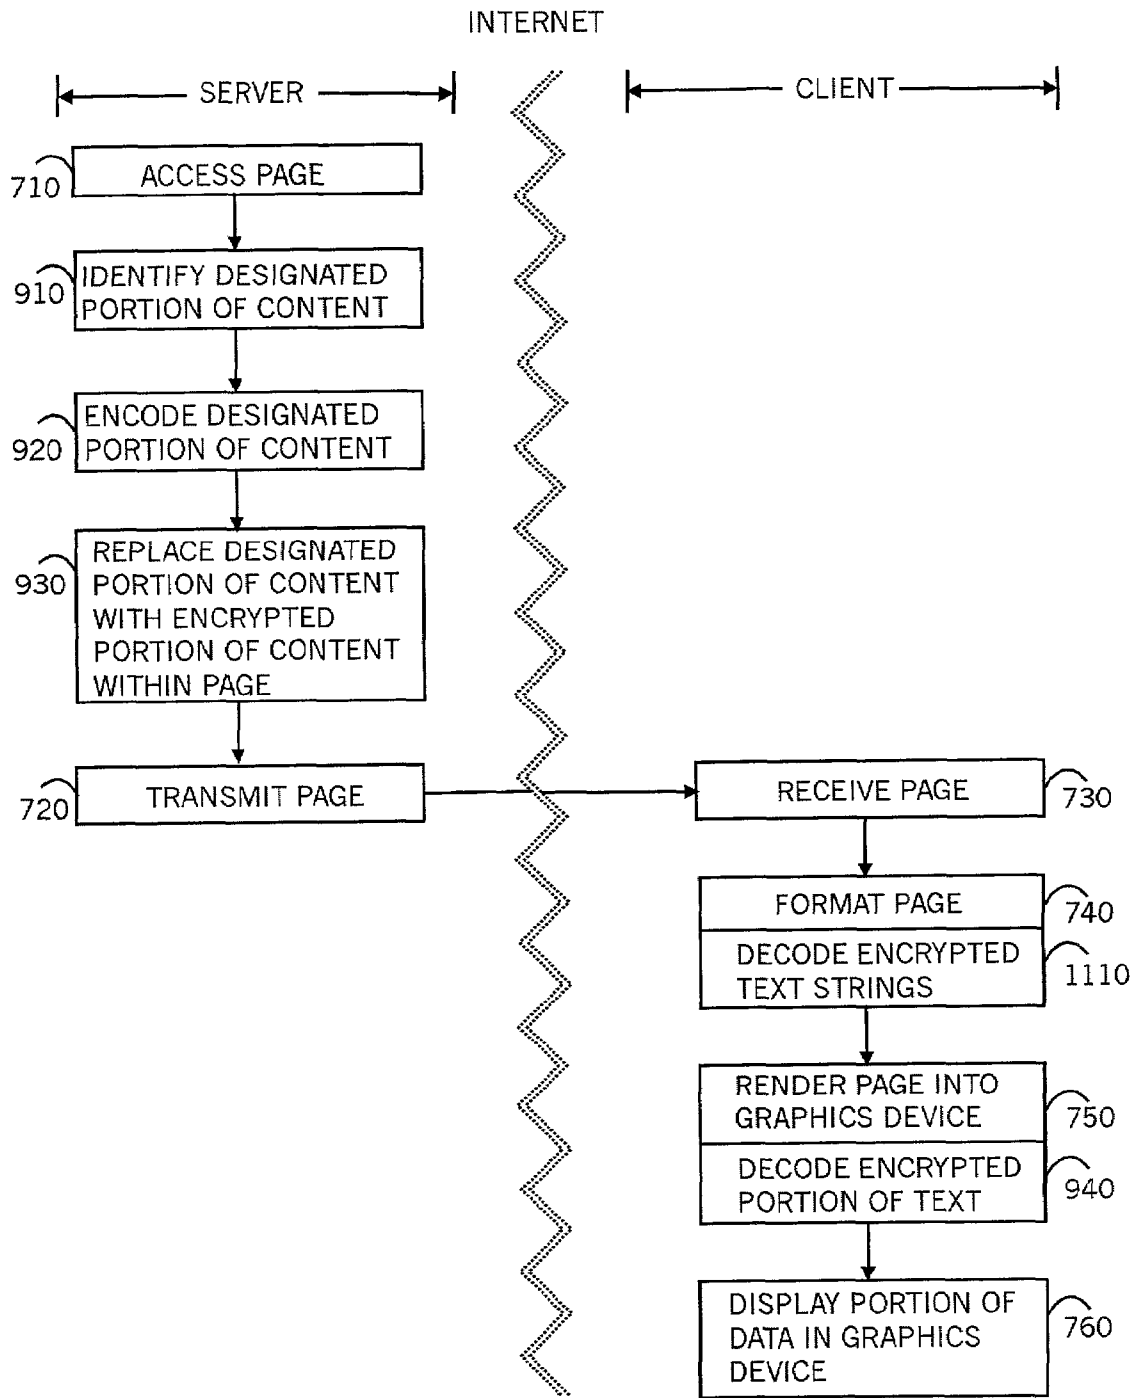 INTERNET
SERVER
CLIENT
710
ACCESS PAGE
910
IDENTIFY DESIGNATED
PORTION OF CONTENT
920
ENCODE DESIGNATED
PORTION OF CONTENT
930
REPLACE DESIGNATED
PORTION OF CONTENT
WITH ENCRYPTED
PORTION OF CONTENT
WITHIN PAGE
720
TRANSMIT PAGE
RECEIVE PAGE
730
FORMAT PAGE
740
DECODE ENCRYPTED
TEXT STRINGS
1110
RENDER PAGE INTO
GRAPHICS DEVICE
750
DECODE ENCRYPTED
PORTION OF TEXT
940
DISPLAY PORTION OF
DATA IN GRAPHICS
DEVICE
760